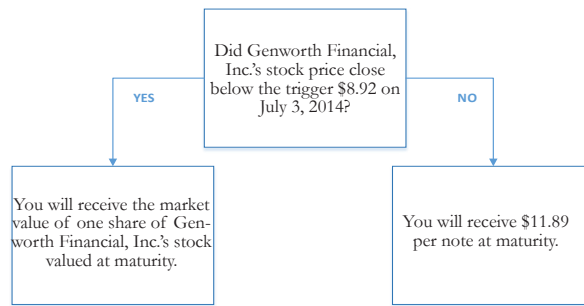 Did Genworth Financial,
Inc.'s stock price close
below the trigger $8.92 on
July 3, 2014?
YES
NO
You will receive the market
value of one share of Gen-
worth Financial, Inc.'s stock
valued at maturity.
You will receive $11.89
per note at maturity.